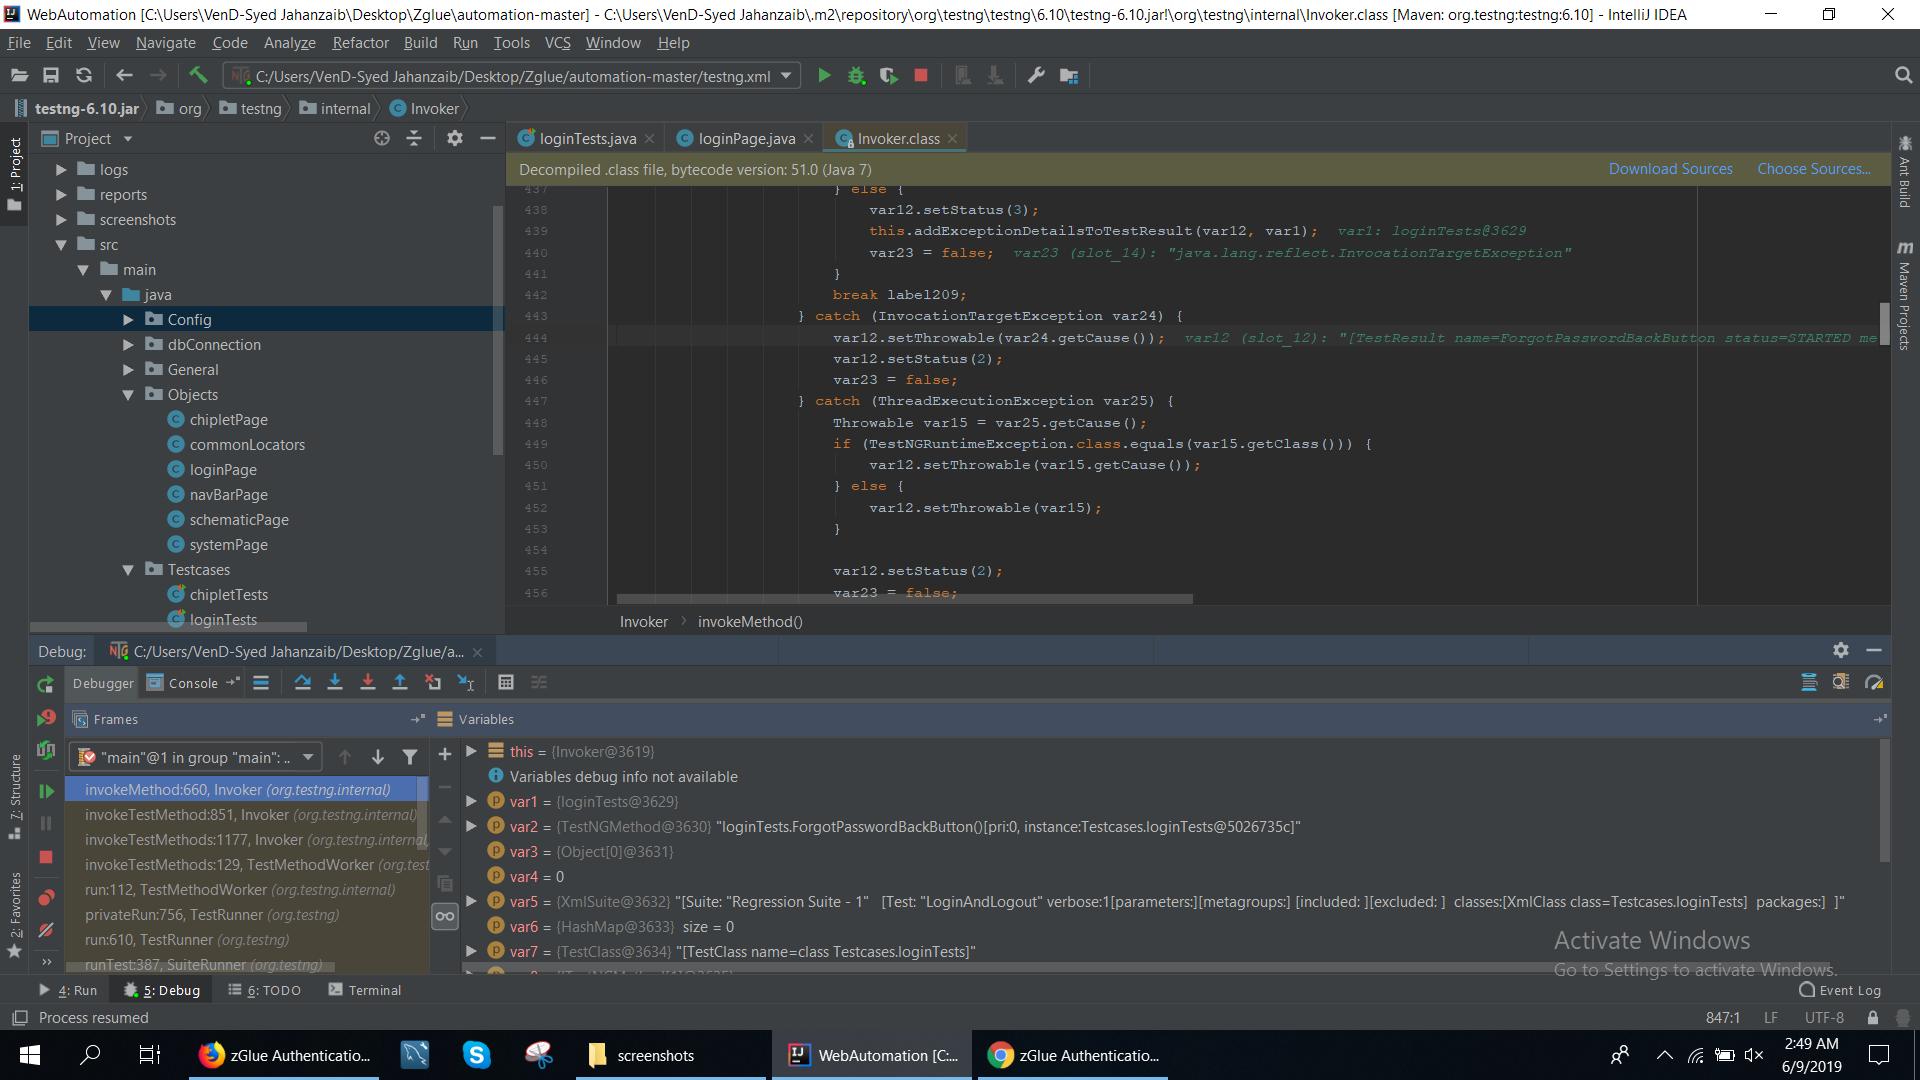 WebAutomation [C:\Users\VenD-Syed Jahanzaib\Desktop\Zglue\automation-master] - C:\Users\VenD-Syed Jahanzaib\.m2\repository\org\testng\testng\6.10\testng-6.10.jar!\org\testng\internal\Invoker.class [Maven: org.testng:testng:6.10] - IntelliJ IDEA
File Edit View Navigate Code Analyze Refactor Build Run Tools VCS Window Help
C:/Users/VenD-Syed Jahanzaib/Desktop/Zglue/automation-master/testng.xml
testng-6.10.jar org testng internal Invoker
1: Project
Project
logs
reports
screenshots
src
main
java
Config
dbConnection
General
Objects
chipletPage
commonLocators
loginPage
navBarPage
schematicPage
systemPage
Testcases
chipletTests
loginTests
loginTests.java loginPage.java Invoker.class
Decompiled .class file, bytecode version: 51.0 (Java 7) Download Sources Choose Sources...
437 } else {
438 var12.setStatus(3);
439 this.addExceptionDetailsToTestResult(var12, var1); var1: loginTests@3629
440 var23 = false; var23 (slot_14): "java.lang.reflect.InvocationTargetException"
441 }
442 break label209;
443 } catch (InvocationTargetException var24) {
444 var12.setThrowable(var24.getCause()); var12 (slot_12): "[TestResult name=ForgotPasswordBackButton status=STARTED me
445 var12.setStatus(2);
446 var23 = false;
447 } catch (ThreadExecutionException var25) {
448 Throwable var15 = var25.getCause();
449 if (TestNGRuntimeException.class.equals(var15.getClass())) {
450 var12.setThrowable(var15.getCause());
451 } else {
452 var12.setThrowable(var15);
453 }
454
455 var12.setStatus(2);
456 var23 = false;
Invoker invokeMethod()
Ant Build
Maven Projects
Debug: C:/Users/VenD-Syed Jahanzaib/Desktop/Zglue/a...
Debugger Console
Frames
"main"@1 in group "main": ..
invokeMethod:660, Invoker (org.testng.internal)
invokeTestMethod:851, Invoker (org.testng.internal)
invokeTestMethods:1177, Invoker (org.testng.internal
invokeTestMethods:129, TestMethodWorker (org.test
run:112, TestMethodWorker (org.testng.internal)
privateRun:756, TestRunner (org.testng)
run:610, TestRunner (org.testng)
runTest:387, SuiteRunner (org.testng)
Variables
this = {Invoker@3619}
Variables debug info not available
var1 = {loginTests@3629}
var2 = {TestNGMethod@3630} "loginTests.ForgotPasswordBackButton()[pri:0, instance:Testcases.loginTests@5026735c]"
var3 = {Object[0]@3631}
var4 = 0
var5 = {XmlSuite@3632} "[Suite: "Regression Suite - 1" [Test: "LoginAndLogout" verbose:1[parameters:][metagroups:] [included: ][excluded: ] classes:[XmlClass class=Testcases.loginTests] packages:] ]"
var6 = {HashMap@3633} size = 0
var7 = {TestClass@3634} "[TestClass name=class Testcases.loginTests]"
7: Structure
2: Favorites
Activate Windows
Go to Settings to activate Windows.
4: Run 5: Debug 6: TODO Terminal Event Log
Process resumed 847:1 LF UTF-8
zGlue Authenticatio... screenshots WebAutomation [C:... zGlue Authenticatio...
2:49 AM
6/9/2019